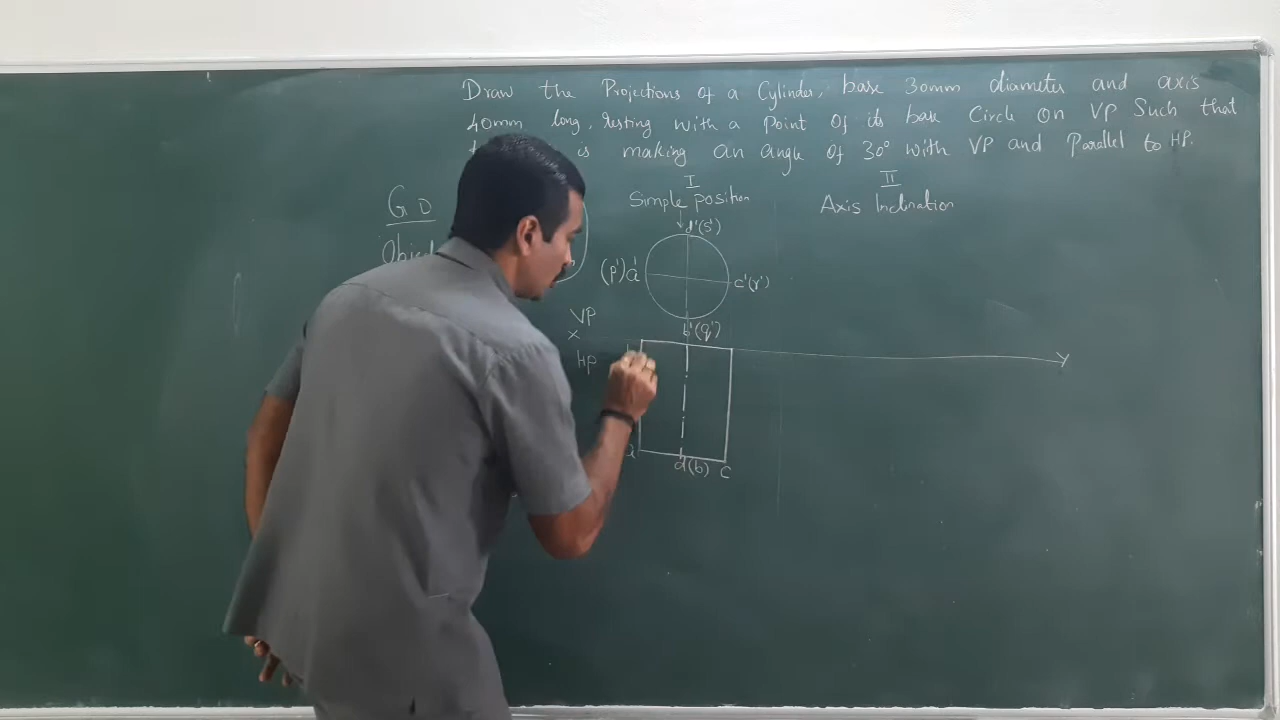 Draw the Projections of a Cylinder, base 30mm diameter and axis
40mm long, resting with a Point of its base Circle on VP Such that
is making an angle of 30° with VP and Parallel to HP.
I
II
Simple position
Axis Inclination
GD
d'(s')
(p')a'
c'(r')
b'(q')
VP
X
Y
HP
a
d(b)
c